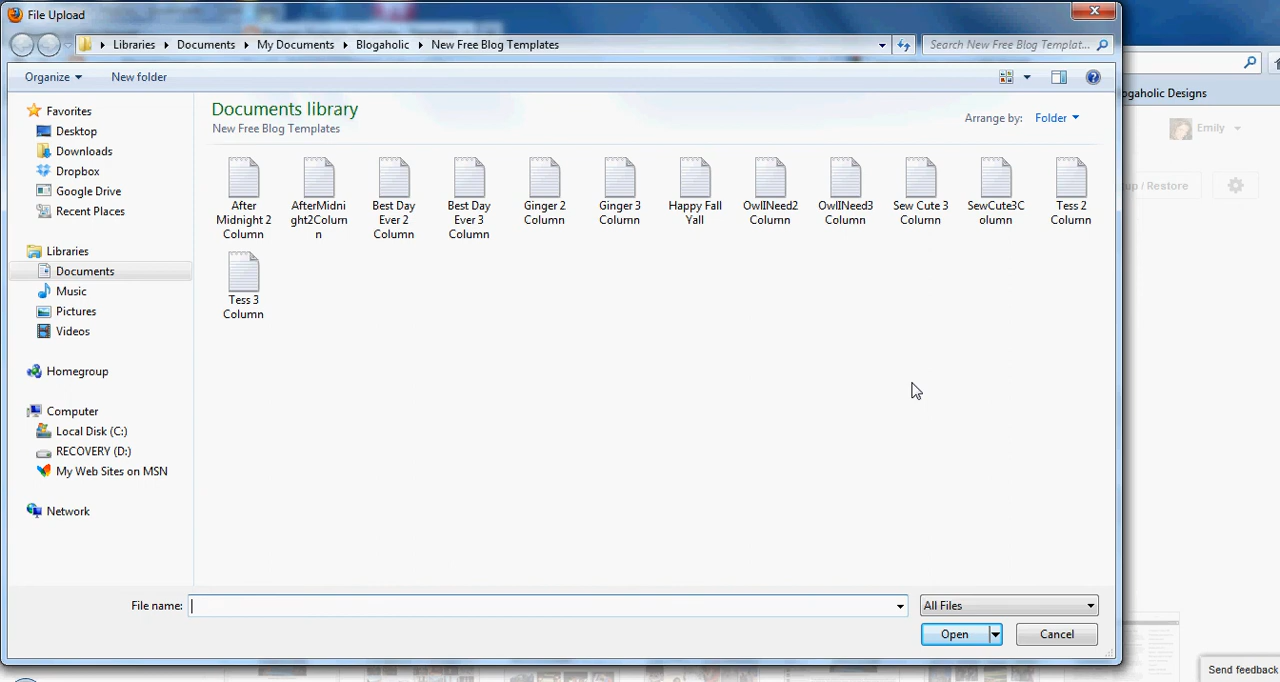 File Upload
Libraries Documents My Documents Blogaholic New Free Blog Templates
Search New Free Blog Templat...
Organize New folder
ogaholic Designs
Documents library
New Free Blog Templates
Arrange by: Folder
Emily
up / Restore
Favorites
Desktop
Downloads
Dropbox
Google Drive
Recent Places
Libraries
Documents
Music
Pictures
Videos
Homegroup
Computer
Local Disk (C:)
RECOVERY (D:)
My Web Sites on MSN
Network
After
Midnight 2
Column
AfterMidni
ght2Colum
n
Best Day
Ever 2
Column
Best Day
Ever 3
Column
Ginger 2
Column
Ginger 3
Column
Happy Fall
Yall
OwlINeed2
Column
OwlINeed3
Column
Sew Cute 3
Column
SewCute3C
olumn
Tess 2
Column
Tess 3
Column
File name:
All Files
Open Cancel
Send feedback